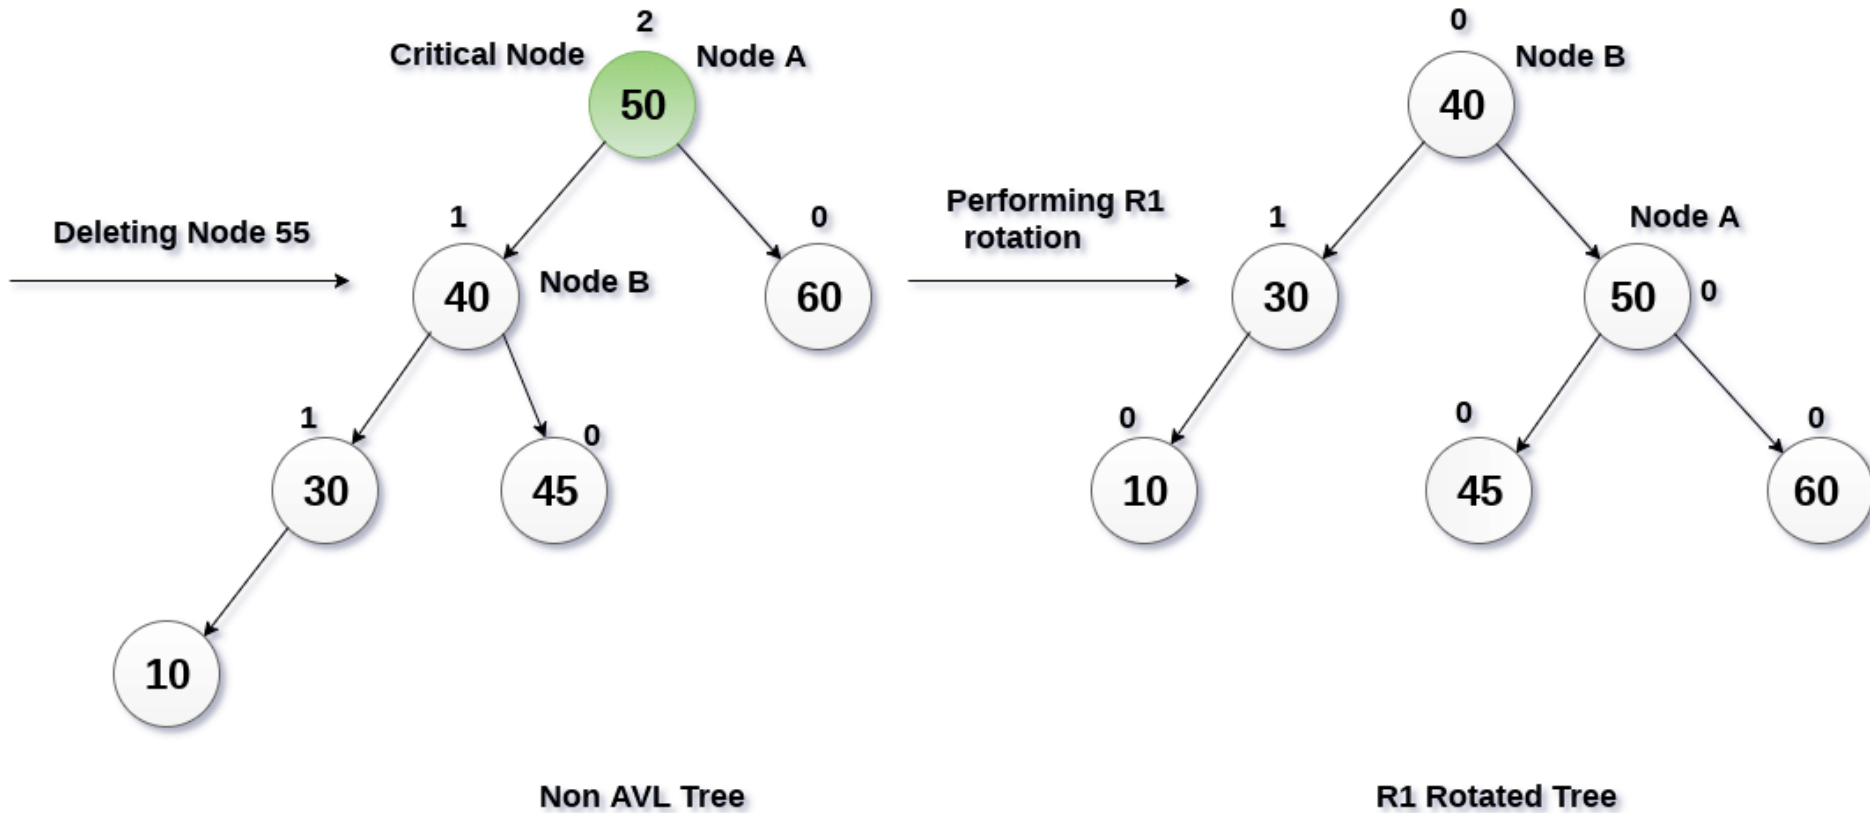 2
Critical Node
Node A
50
Deleting Node 55
1
0
40
Node B
60
1
0
30
45
10
Non AVL Tree
Performing R1
rotation
0
Node B
40
1
Node A
30
50
0
0
0
0
10
45
60
R1 Rotated Tree